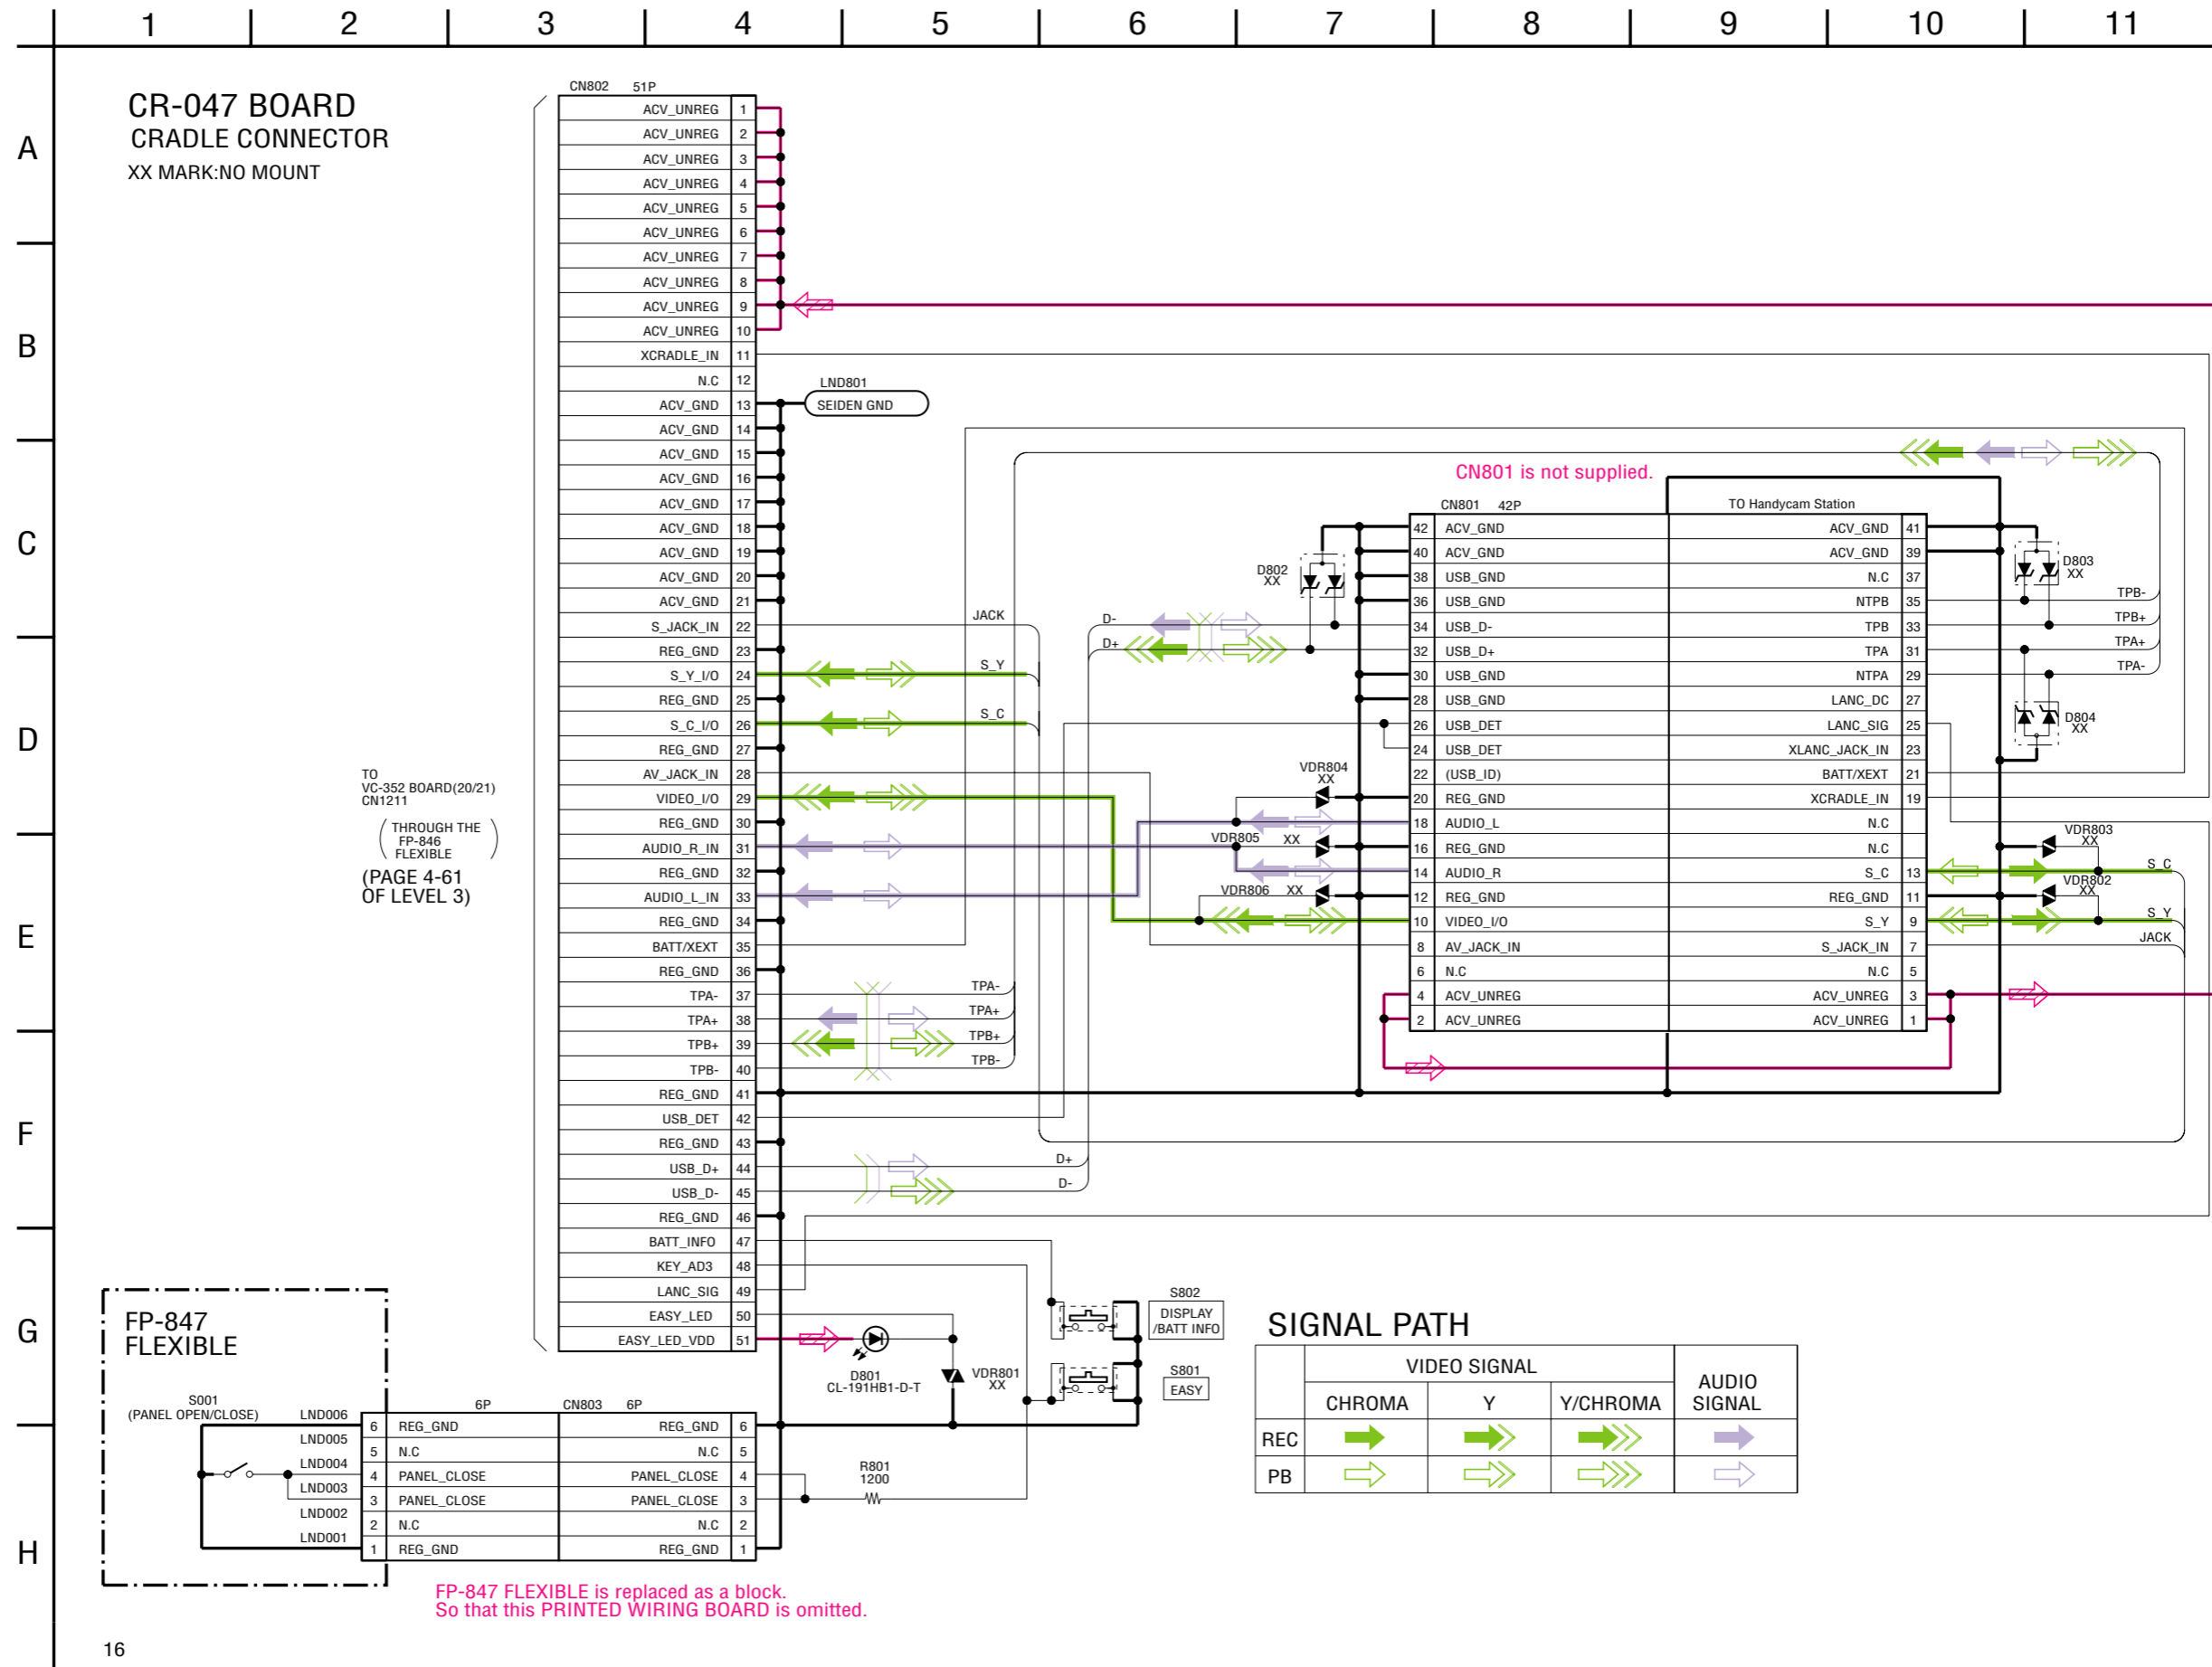 1 2 3 4 5 6 7 8 9 10 11
A
B
C
D
E
F
G
H
CR-047 BOARD
CRADLE CONNECTOR
XX MARK:NO MOUNT
CN802 51P
ACV_UNREG 1
ACV_UNREG 2
ACV_UNREG 3
ACV_UNREG 4
ACV_UNREG 5
ACV_UNREG 6
ACV_UNREG 7
ACV_UNREG 8
ACV_UNREG 9
ACV_UNREG 10
XCRADLE_IN 11
N.C 12
ACV_GND 13
ACV_GND 14
ACV_GND 15
ACV_GND 16
ACV_GND 17
ACV_GND 18
ACV_GND 19
ACV_GND 20
ACV_GND 21
S_JACK_IN 22
REG_GND 23
S_Y_I/O 24
REG_GND 25
S_C_I/O 26
REG_GND 27
AV_JACK_IN 28
VIDEO_I/O 29
REG_GND 30
AUDIO_R_IN 31
REG_GND 32
AUDIO_L_IN 33
REG_GND 34
BATT/XEXT 35
REG_GND 36
TPA- 37
TPA+ 38
TPB+ 39
TPB- 40
REG_GND 41
USB_DET 42
REG_GND 43
USB_D+ 44
USB_D- 45
REG_GND 46
BATT_INFO 47
KEY_AD3 48
LANC_SIG 49
EASY_LED 50
EASY_LED_VDD 51
TO
VC-352 BOARD(20/21)
CN1211
THROUGH THE
FP-846
FLEXIBLE
(PAGE 4-61
OF LEVEL 3)
LND801
SEIDEN GND
JACK
S_Y
S_C
TPA-
TPA+
TPB+
TPB-
D+
D-
D-
D+
CN801 is not supplied.
CN801 42P
TO Handycam Station
42 ACV_GND ACV_GND 41
40 ACV_GND ACV_GND 39
38 USB_GND N.C 37
36 USB_GND NTPB 35
34 USB_D- TPB 33
32 USB_D+ TPA 31
30 USB_GND NTPA 29
28 USB_GND LANC_DC 27
26 USB_DET LANC_SIG 25
24 USB_DET XLANC_JACK_IN 23
22 (USB_ID) BATT/XEXT 21
20 REG_GND XCRADLE_IN 19
18 AUDIO_L N.C
16 REG_GND N.C
14 AUDIO_R S_C 13
12 REG_GND REG_GND 11
10 VIDEO_I/O S_Y 9
8 AV_JACK_IN S_JACK_IN 7
6 N.C N.C 5
4 ACV_UNREG ACV_UNREG 3
2 ACV_UNREG ACV_UNREG 1
D802
XX
VDR804
XX
VDR805 XX
VDR806 XX
D803
XX
TPB-
TPB+
TPA+
TPA-
D804
XX
VDR803
XX
S_C
VDR802
XX
S_Y
JACK
S802
DISPLAY
/BATT INFO
S801
EASY
D801
CL-191HB1-D-T
VDR801
XX
R801
1200
FP-847
FLEXIBLE
S001
(PANEL OPEN/CLOSE)
LND006
LND005
LND004
LND003
LND002
LND001
6P CN803 6P
6 REG_GND REG_GND 6
5 N.C N.C 5
4 PANEL_CLOSE PANEL_CLOSE 4
3 PANEL_CLOSE PANEL_CLOSE 3
2 N.C N.C 2
1 REG_GND REG_GND 1
FP-847 FLEXIBLE is replaced as a block.
So that this PRINTED WIRING BOARD is omitted.
SIGNAL PATH
VIDEO SIGNAL AUDIO
SIGNAL
CHROMA Y Y/CHROMA
REC
PB
16